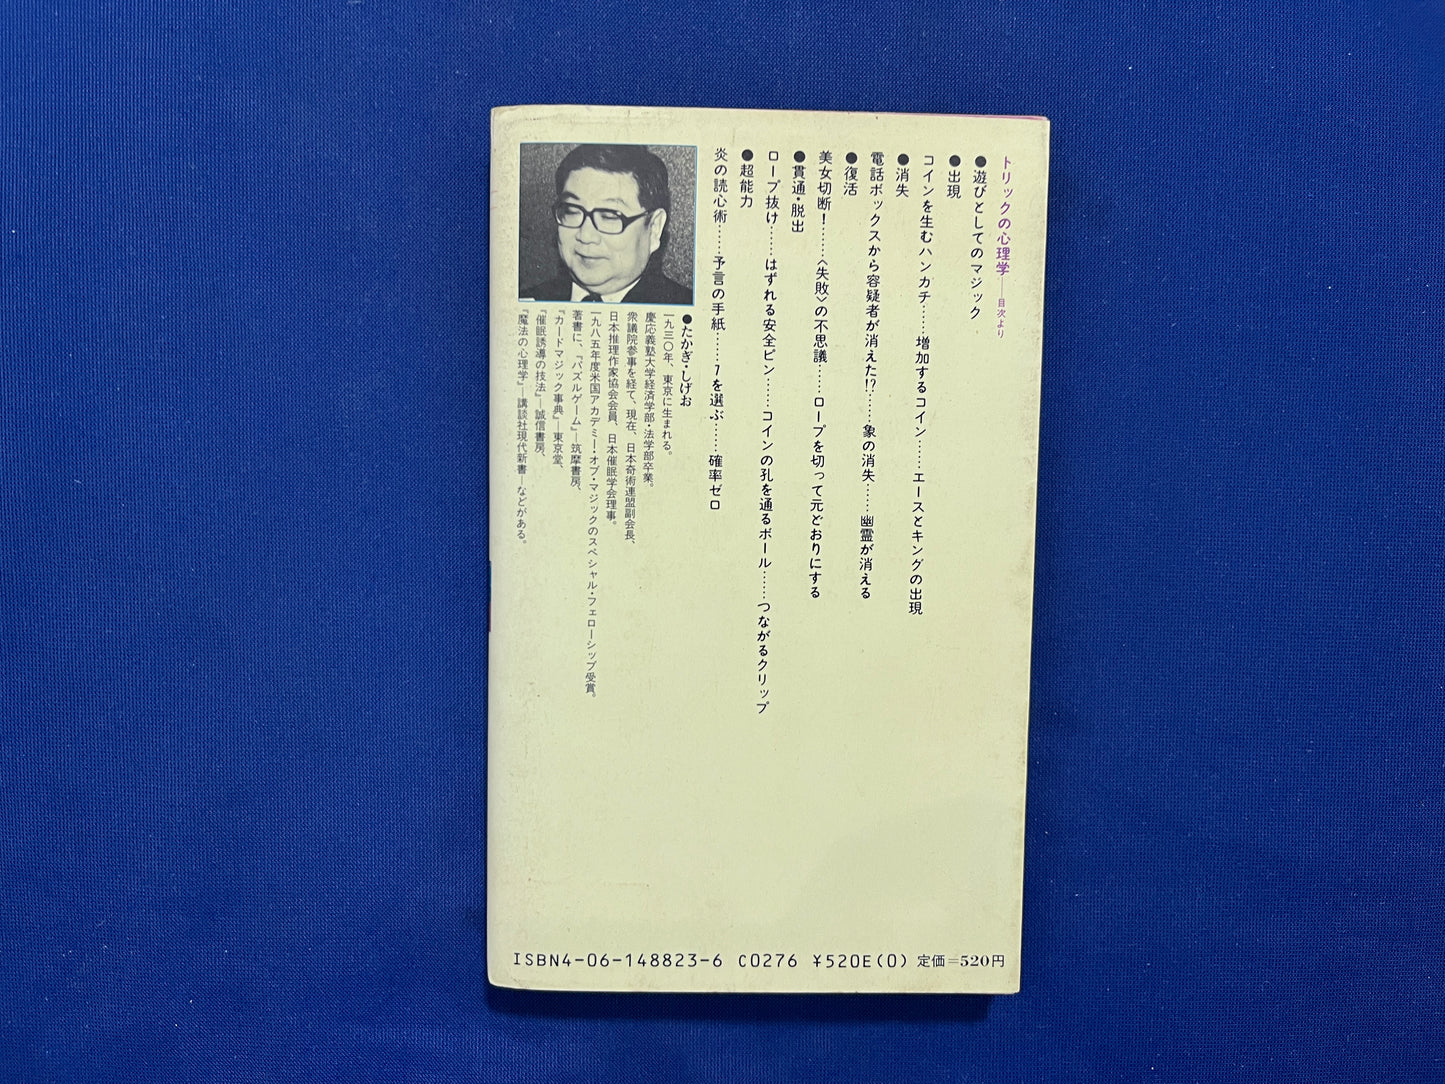 トリックの心理学──目次より
●遊びとしてのマジック
●出現
コインを生むハンカチ……増加するコイン……エースとキングの出現
●消失
電話ボックスから容疑者が消えた!?……象の消失……幽霊が消える
●復活
美女切断！……〈失敗〉の不思議……ロープを切って元どおりにする
●貫通・脱出
ロープ抜け……はずれる安全ピン……コインの孔を通るボール……つながるクリップ
●超能力
炎の読心術……予言の手紙……7を選ぶ……確率ゼロ
●たかぎ・しげお
一九三〇年、東京に生まれる。
慶応義塾大学経済学部・法学部卒業。
衆議院参事を経て、現在、日本奇術連盟副会長、
日本推理作家協会会員、日本催眠学会理事。
一九八五年度米国アカデミー・オブ・マジックのスペシャル・フェローシップ受賞。
著書に、『パズルゲーム』―筑摩書房、
『カードマジック事典』―東京堂、
『催眠誘導の技法』―誠信書房、
『魔法の心理学』―講談社現代新書―などがある。
ISBN4-06-148823-6 C0276 ¥520E(0) 定価=520円